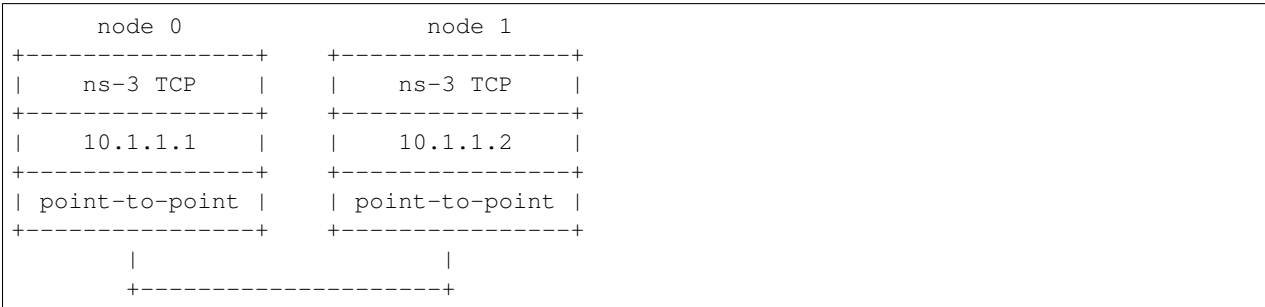 node 0                 node 1
+----------------+    +----------------+
|    ns-3 TCP    |    |    ns-3 TCP    |
+----------------+    +----------------+
|    10.1.1.1    |    |    10.1.1.2    |
+----------------+    +----------------+
| point-to-point |    | point-to-point |
+----------------+    +----------------+
        |                     |
        +---------------------+